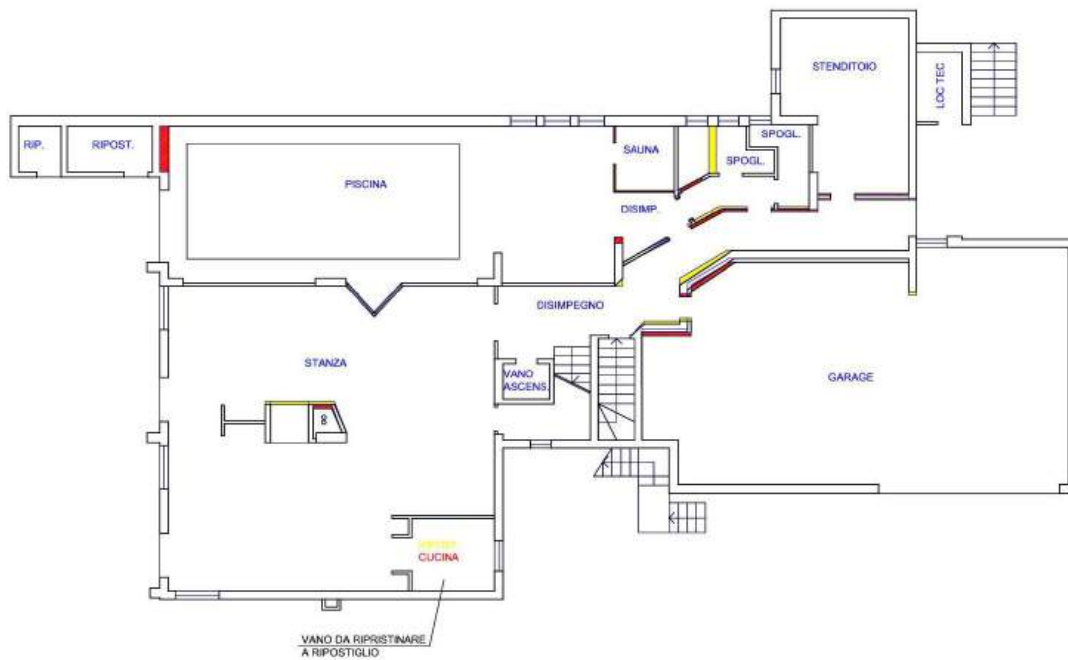 STENDITOIO
LOC TEC
RIP.
RIPOST.
SAUNA
SPOGL.
SPOGL.
PISCINA
DISIMP.
DISIMPEGNO
STANZA
VANO
ASCENS.
GARAGE
CUCINA
VANO DA RIPRISTINARE
A RIPOSTIGLIO